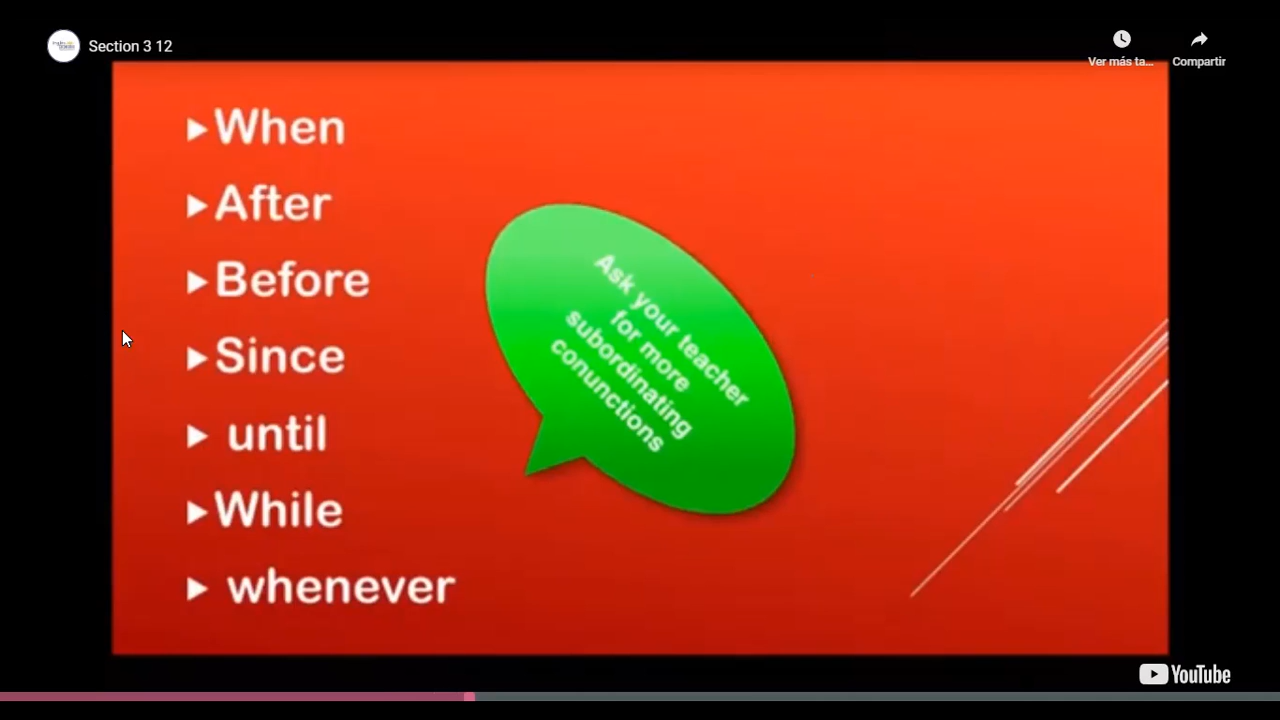 Section 3 12
Ver más ta...
Compartir
When
After
Before
Since
until
While
whenever
Ask your teacher
for more
subordinating
conunctions
YouTube